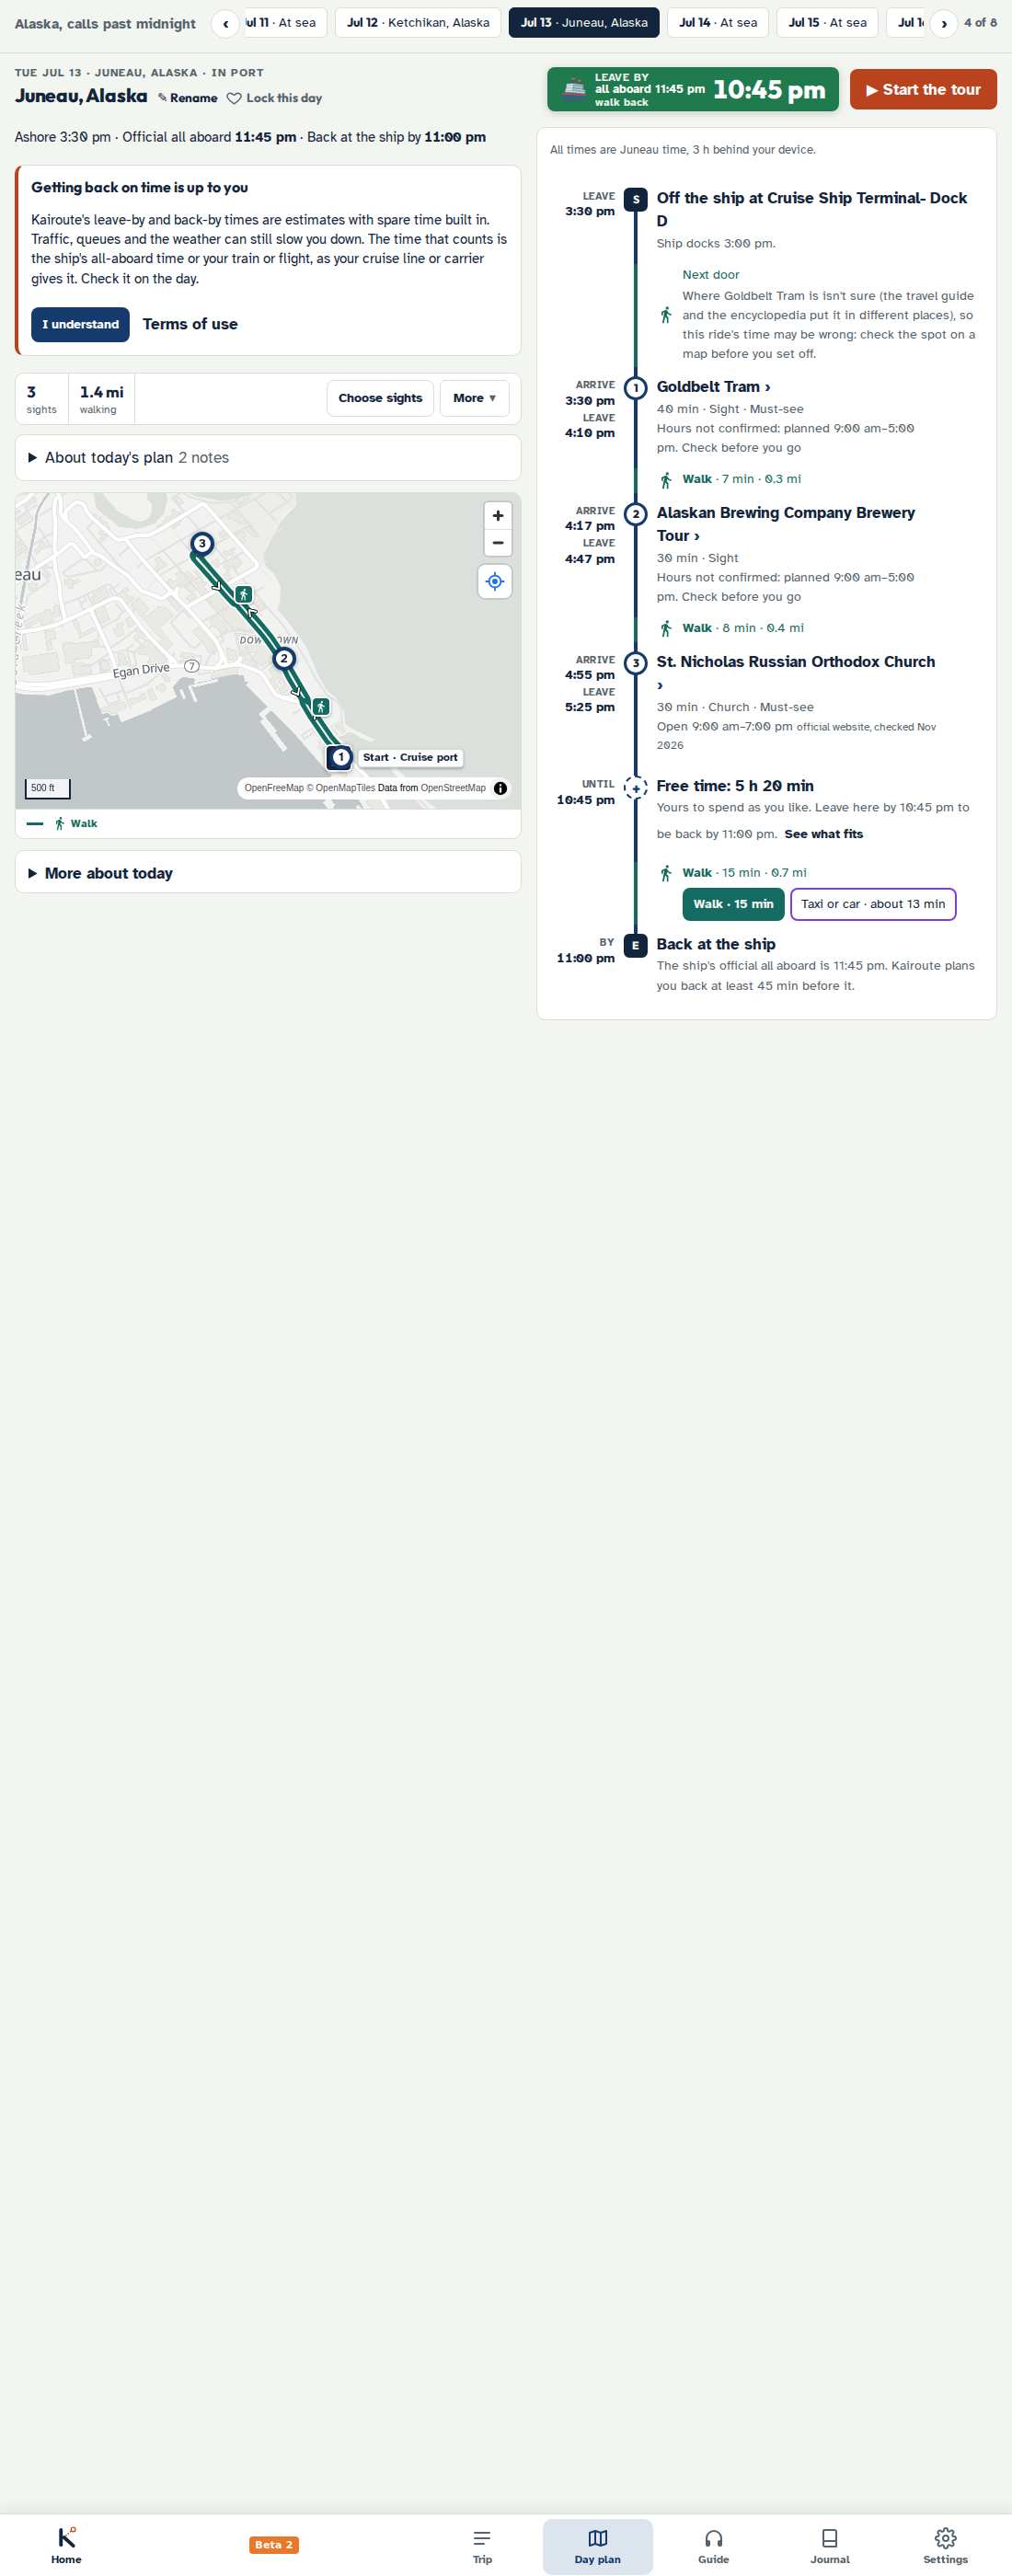 Alaska, calls past midnight
‹
Jul 11 · At sea
Jul 12 · Ketchikan, Alaska
Jul 13 · Juneau, Alaska
Jul 14 · At sea
Jul 15 · At sea
›
4 of 8
TUE JUL 13 · JUNEAU, ALASKA · IN PORT
Juneau, Alaska
✎ Rename
Lock this day
LEAVE BY
all aboard 11:45 pm
walk back
10:45 pm
▶ Start the tour
Ashore 3:30 pm · Official all aboard 11:45 pm · Back at the ship by 11:00 pm
Getting back on time is up to you
Kairoute's leave-by and back-by times are estimates with spare time built in.
Traffic, queues and the weather can still slow you down. The time that counts is
the ship's all-aboard time or your train or flight, as your cruise line or carrier
gives it. Check it on the day.
I understand
Terms of use
3
sights
1.4 mi
walking
Choose sights
More ▼
▶ About today's plan 2 notes
eau
3
2
1
Egan Drive
7
Start · Cruise port
+
−
500 ft
OpenFreeMap © OpenMapTiles Data from OpenStreetMap
Walk
▶ More about today
All times are Juneau time, 3 h behind your device.
LEAVE
3:30 pm
S
Off the ship at Cruise Ship Terminal- Dock
D
Ship docks 3:00 pm.
Next door
Where Goldbelt Tram is isn't sure (the travel guide
and the encyclopedia put it in different places), so
this ride's time may be wrong: check the spot on a
map before you set off.
ARRIVE
3:30 pm
LEAVE
4:10 pm
1
Goldbelt Tram ›
40 min · Sight · Must-see
Hours not confirmed: planned 9:00 am–5:00
pm. Check before you go
Walk · 7 min · 0.3 mi
ARRIVE
4:17 pm
LEAVE
4:47 pm
2
Alaskan Brewing Company Brewery
Tour ›
30 min · Sight
Hours not confirmed: planned 9:00 am–5:00
pm. Check before you go
Walk · 8 min · 0.4 mi
ARRIVE
4:55 pm
LEAVE
5:25 pm
3
St. Nicholas Russian Orthodox Church
›
30 min · Church · Must-see
Open 9:00 am–7:00 pm official website, checked Nov
2026
UNTIL
10:45 pm
+
Free time: 5 h 20 min
Yours to spend as you like. Leave here by 10:45 pm to
be back by 11:00 pm. See what fits
Walk · 15 min · 0.7 mi
Walk · 15 min
Taxi or car · about 13 min
BY
11:00 pm
E
Back at the ship
The ship's official all aboard is 11:45 pm. Kairoute plans
you back at least 45 min before it.
Home
Beta 2
Trip
Day plan
Guide
Journal
Settings